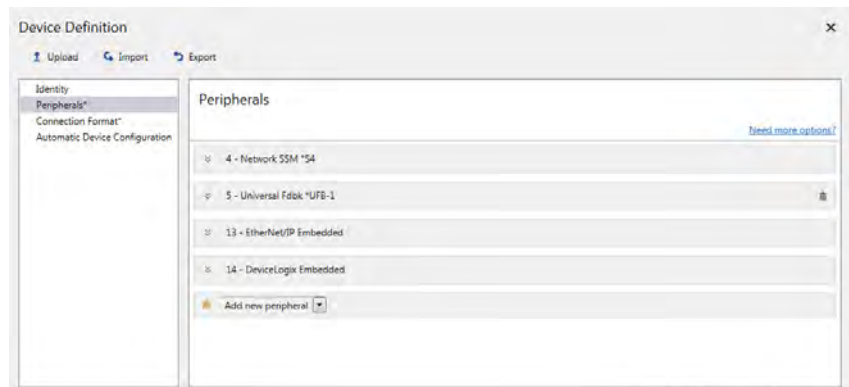 Device Definition
Upload Import Export
Identity
Peripherals*
Connection Format*
Automatic Device Configuration
Peripherals
Need more options?
4 - Network SSM *S4
5 - Universal Fdbk *UFB-1
13 - EtherNet/IP Embedded
14 - DeviceLogix Embedded
Add new peripheral